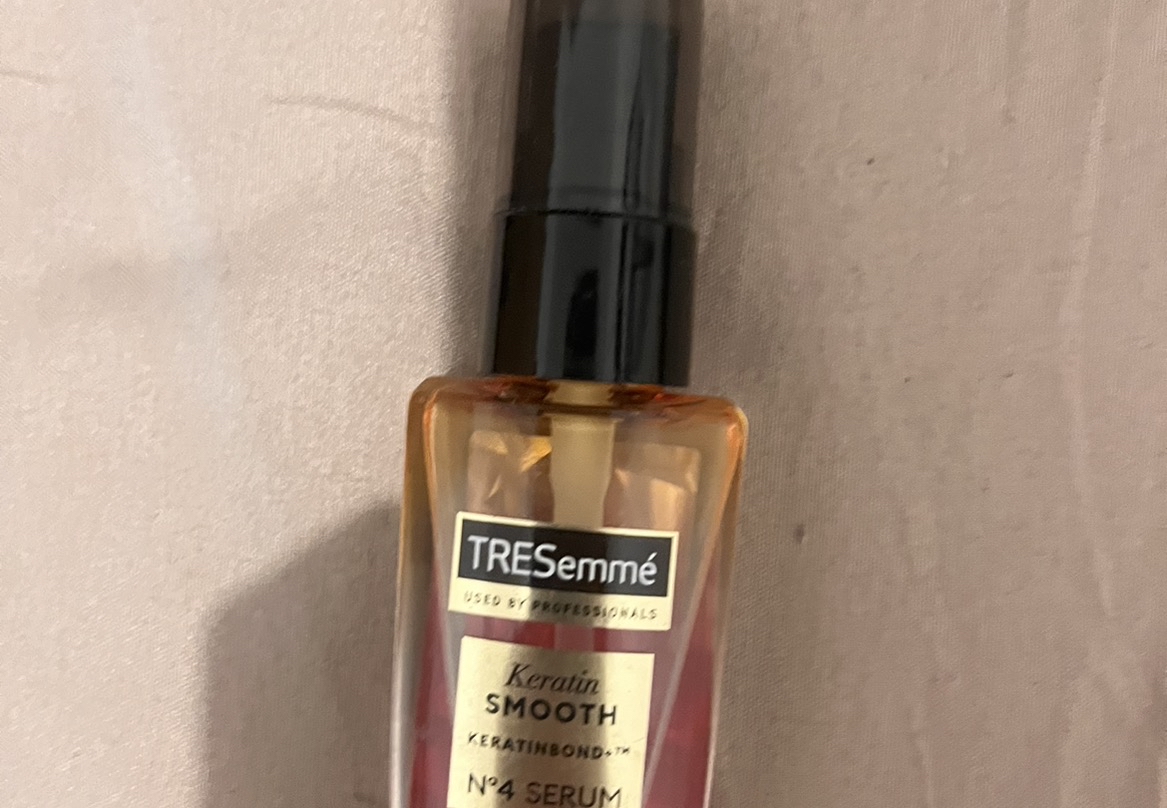 TRESemmé
USED BY PROFESSIONALS
Keratin
SMOOTH
KERATINBOND+™
Nº4 SERUM